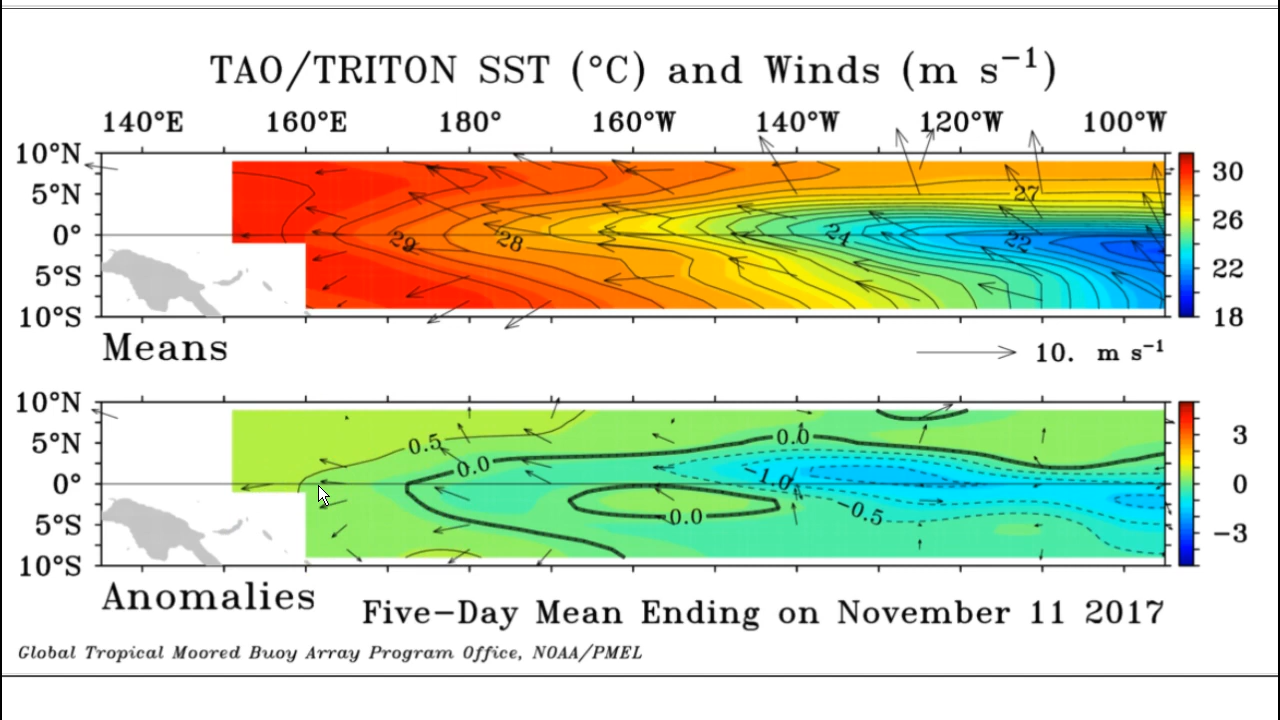 TAO/TRITON SST (°C) and Winds (m s⁻¹)
140°E 160°E 180° 160°W 140°W 120°W 100°W
10°N
5°N
0°
5°S
10°S
29 28 24 27 22
30
26
22
18
Means
10. m s⁻¹
10°N
5°N
0°
5°S
10°S
0.5 0.0 0.0 −1.0 0.0 −0.5
3
0
−3
Anomalies
Five−Day Mean Ending on November 11 2017
Global Tropical Moored Buoy Array Program Office, NOAA/PMEL